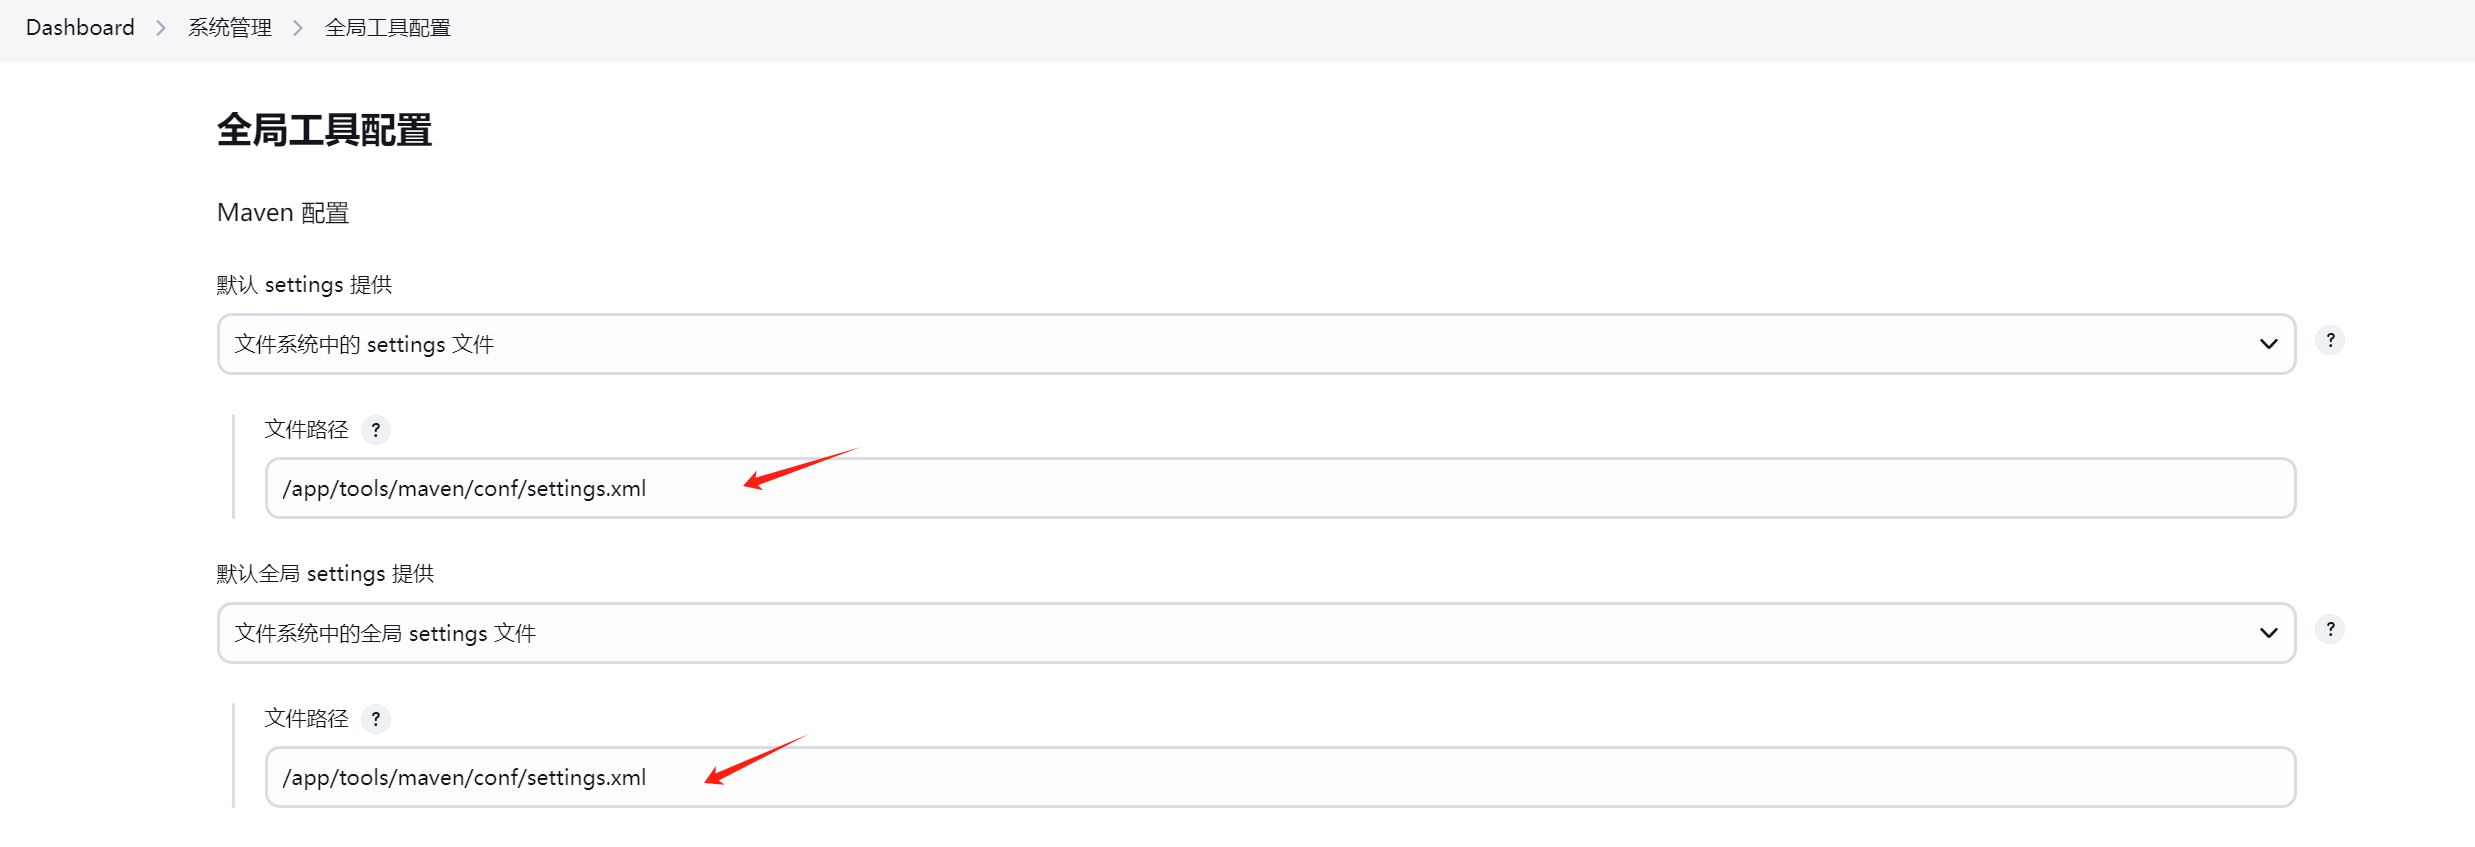 Dashboard > 系统管理 > 全局工具配置
全局工具配置
Maven 配置
默认 settings 提供
文件系统中的 settings 文件
?
文件路径 ?
/app/tools/maven/conf/settings.xml
默认全局 settings 提供
文件系统中的全局 settings 文件
?
文件路径 ?
/app/tools/maven/conf/settings.xml